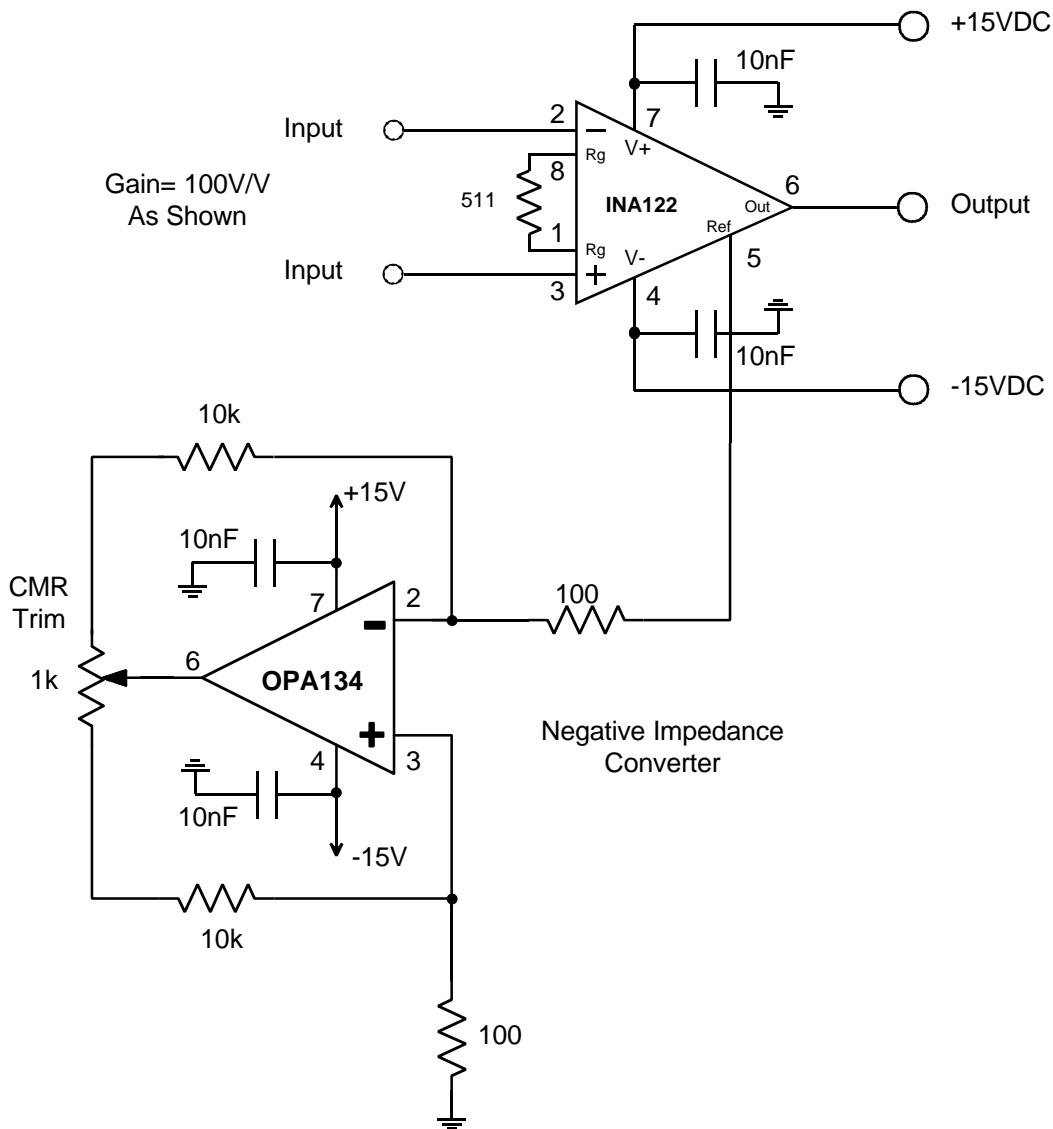 +15VDC
10nF
2
7
Input
V+
Rg
8
6
Gain= 100V/V
As Shown
511
INA122
Out
Output
Ref
1
Rg
V-
5
Input
3
4
10nF
-15VDC
10k
+15V
10nF
CMR
Trim
7
2
100
6
1k
OPA134
Negative Impedance
Converter
4
3
10nF
-15V
10k
100